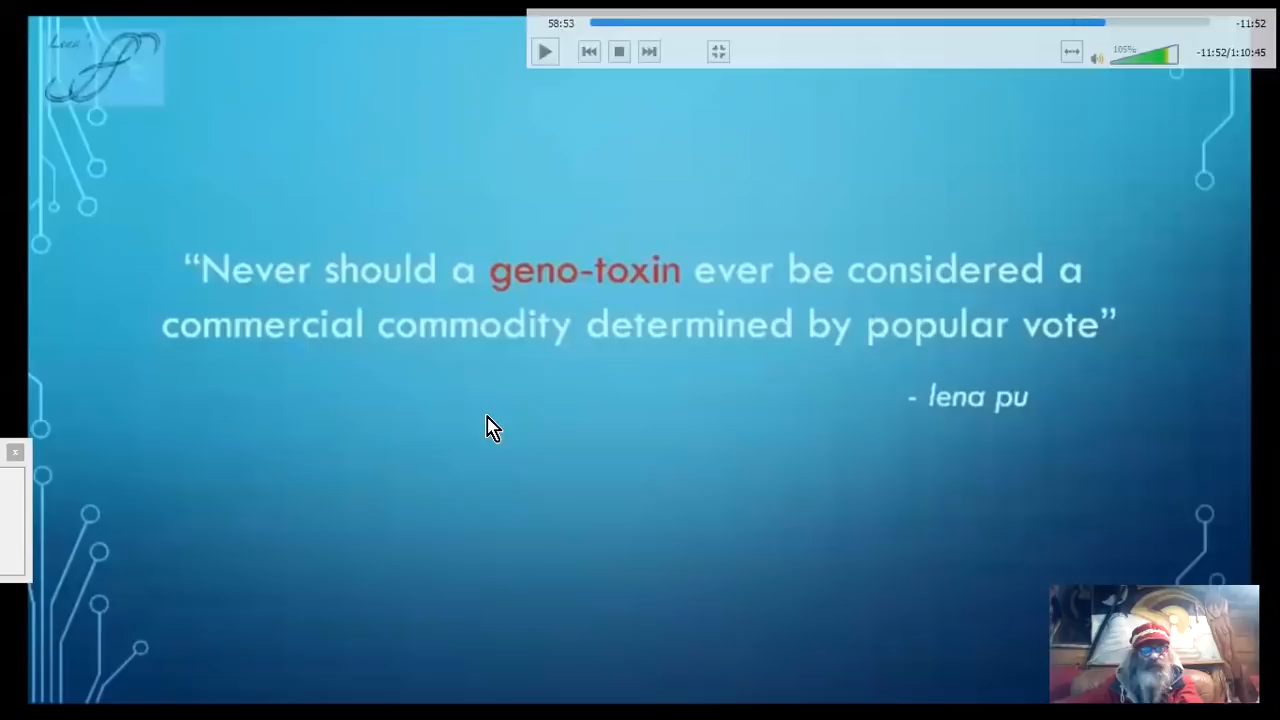 58:53
-11:52
105%
-11:52/1:10:45
Lena's
“Never should a geno-toxin ever be considered a
commercial commodity determined by popular vote”
- lena pu
x